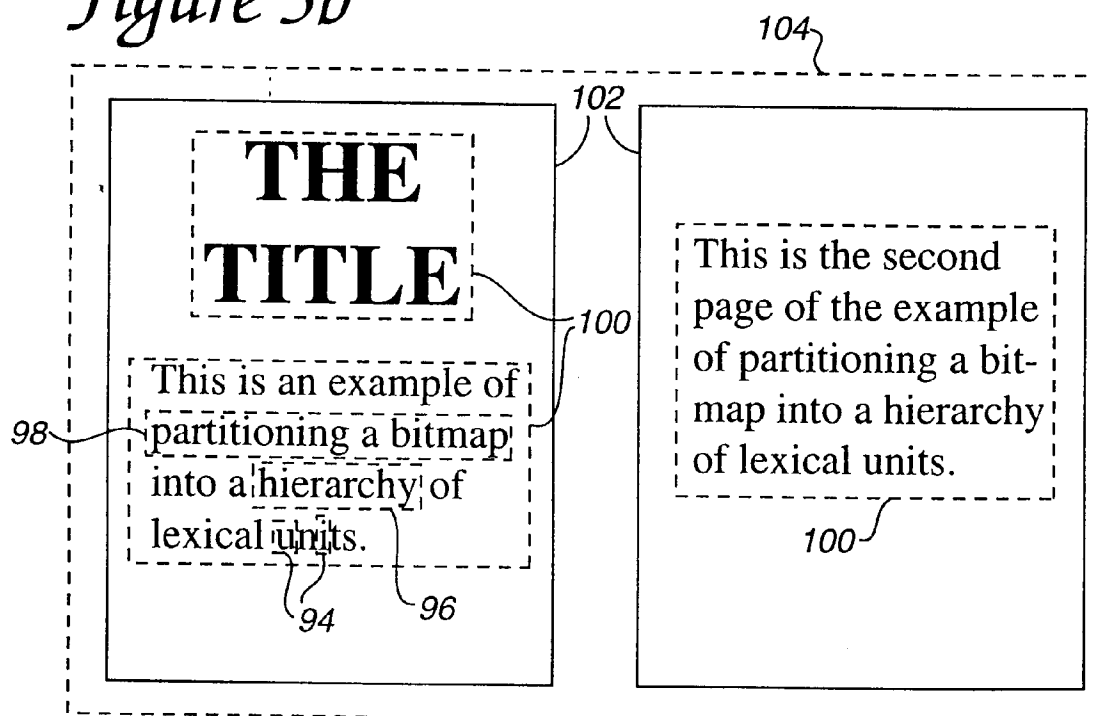 Figure 5b
104
102
THE
TITLE
100
This is an example of
98
partitioning a bitmap
into a hierarchy of
lexical units.
94
96
This is the second
page of the example
of partitioning a bit-
map into a hierarchy
of lexical units.
100